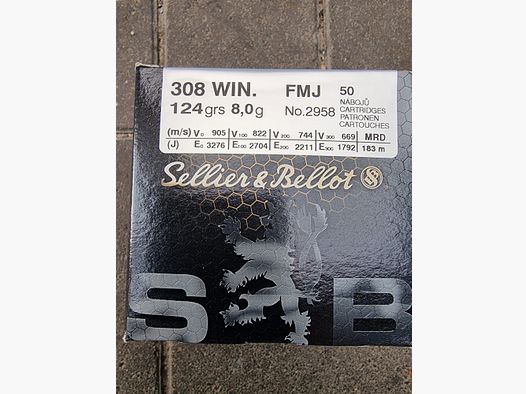 308 WIN. FMJ 50
124grs 8,0g No.2958 NÁBOJŮ
CARTRIDGES
PATRONEN
CARTOUCHES
(m/s) V0 905 V100 822 V200 744 V300 669 MRD
(J) E0 3276 E100 2704 E200 2211 E300 1792 183 m
Sellier & Bellot SB
S B